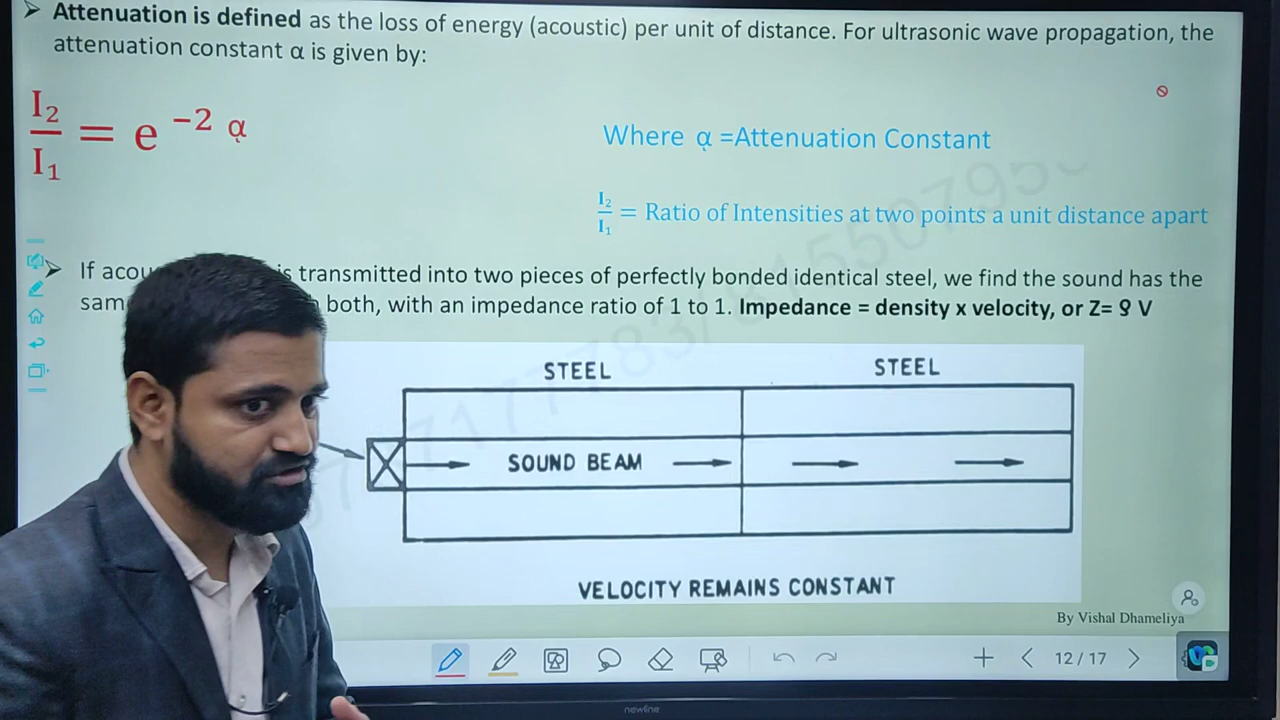 ➤ Attenuation is defined as the loss of energy (acoustic) per unit of distance. For ultrasonic wave propagation, the
attenuation constant α is given by:
I₂/I₁ = e⁻² ᾳ
Where ᾳ =Attenuation Constant
I₂/I₁ = Ratio of Intensities at two points a unit distance apart
➤ If is transmitted into two pieces of perfectly bonded identical steel, we find the sound has the
both, with an impedance ratio of 1 to 1. Impedance = density x velocity, or Z= ϱ V
STEEL STEEL
SOUND BEAM
VELOCITY REMAINS CONSTANT
By Vishal Dhameliya
12 / 17
newline